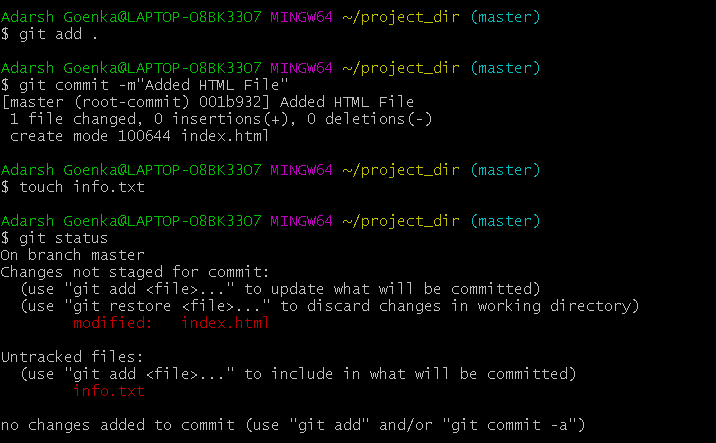 Adarsh Goenka@LAPTOP-O8BK33O7 MINGW64 ~/project_dir (master)
$ git add .

Adarsh Goenka@LAPTOP-O8BK33O7 MINGW64 ~/project_dir (master)
$ git commit -m"Added HTML File"
[master (root-commit) 001b932] Added HTML File
 1 file changed, 0 insertions(+), 0 deletions(-)
 create mode 100644 index.html

Adarsh Goenka@LAPTOP-O8BK33O7 MINGW64 ~/project_dir (master)
$ touch info.txt

Adarsh Goenka@LAPTOP-O8BK33O7 MINGW64 ~/project_dir (master)
$ git status
On branch master
Changes not staged for commit:
  (use "git add <file>..." to update what will be committed)
  (use "git restore <file>..." to discard changes in working directory)
        modified:   index.html

Untracked files:
  (use "git add <file>..." to include in what will be committed)
        info.txt

no changes added to commit (use "git add" and/or "git commit -a")